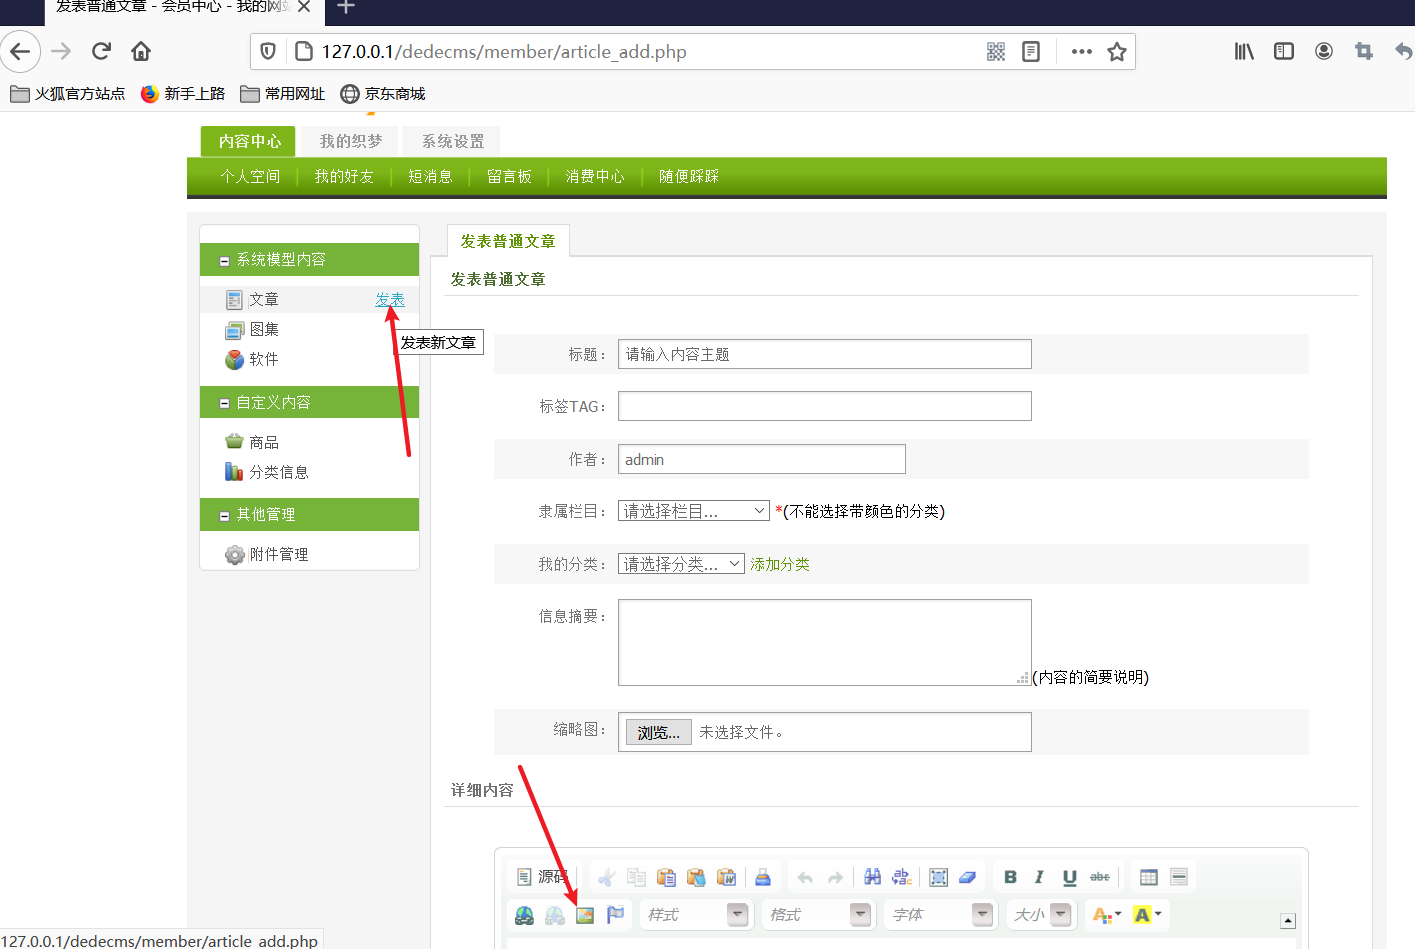 发表普通文章 - 会员中心 - 我的网站
127.0.0.1/dedecms/member/article_add.php
火狐官方站点 新手上路 常用网址 京东商城
内容中心 我的织梦 系统设置
个人空间 我的好友 短消息 留言板 消费中心 随便踩踩
系统模型内容
文章 发表
发表新文章
图集
软件
自定义内容
商品
分类信息
其他管理
附件管理
发表普通文章
发表普通文章
标题： 请输入内容主题
标签TAG：
作者： admin
隶属栏目： 请选择栏目... *(不能选择带颜色的分类)
我的分类： 请选择分类... 添加分类
信息摘要： (内容的简要说明)
缩略图： 浏览... 未选择文件。
详细内容
源码 B I U abc
样式 格式 字体 大小 A A
127.0.0.1/dedecms/member/article_add.php